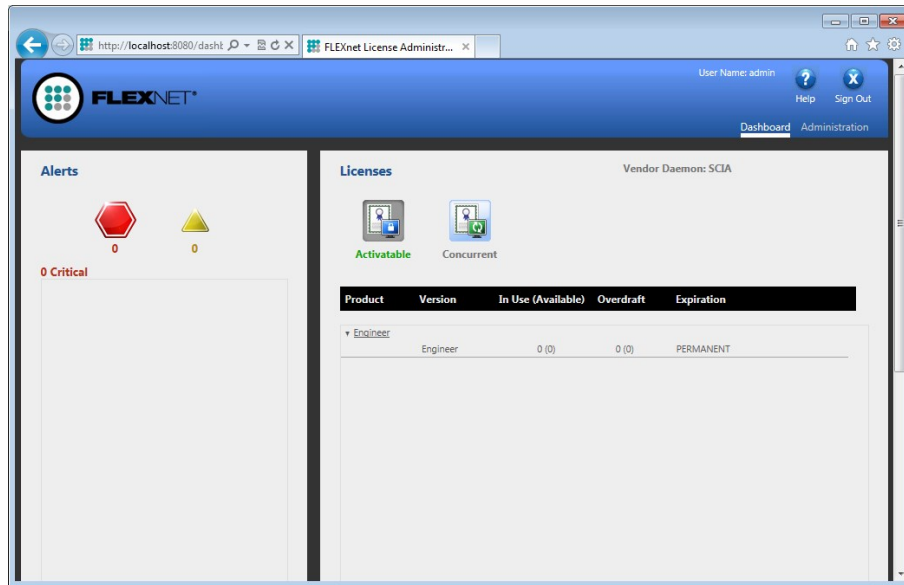 http://localhost:8080/dash
FLEXnet License Administr...
User Name: admin
FLEXNET®
Help
Sign Out
Dashboard
Administration
Alerts
0
0
0 Critical
Licenses
Vendor Daemon: SCIA
Activatable
Concurrent
Product Version In Use (Available) Overdraft Expiration
Engineer
Engineer 0 (0) 0 (0) PERMANENT